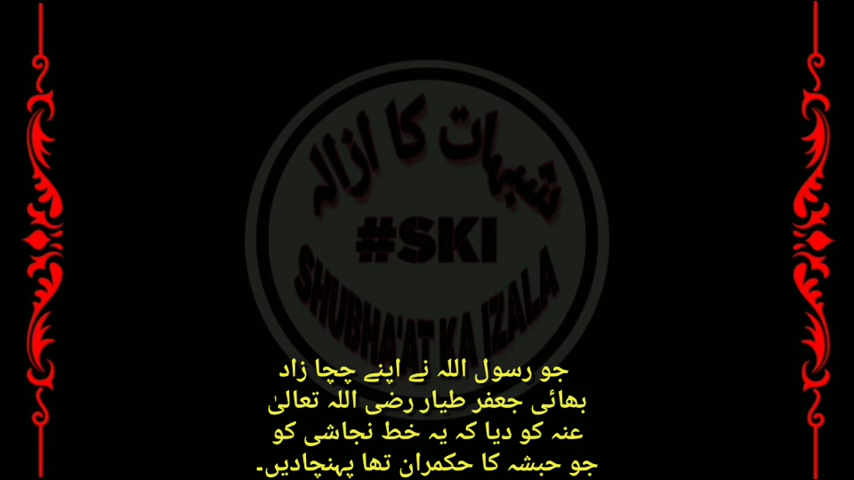 شبہات کا ازالہ
#SKI
SHUBHA'AT KA IZALA
جو رسول اللہ نے اپنے چچا زاد
بھائی جعفر طیار رضی اللہ تعالیٰ
عنہ کو دیا کہ یہ خط نجاشی کو
جو حبشہ کا حکمران تھا پہنچادیں۔